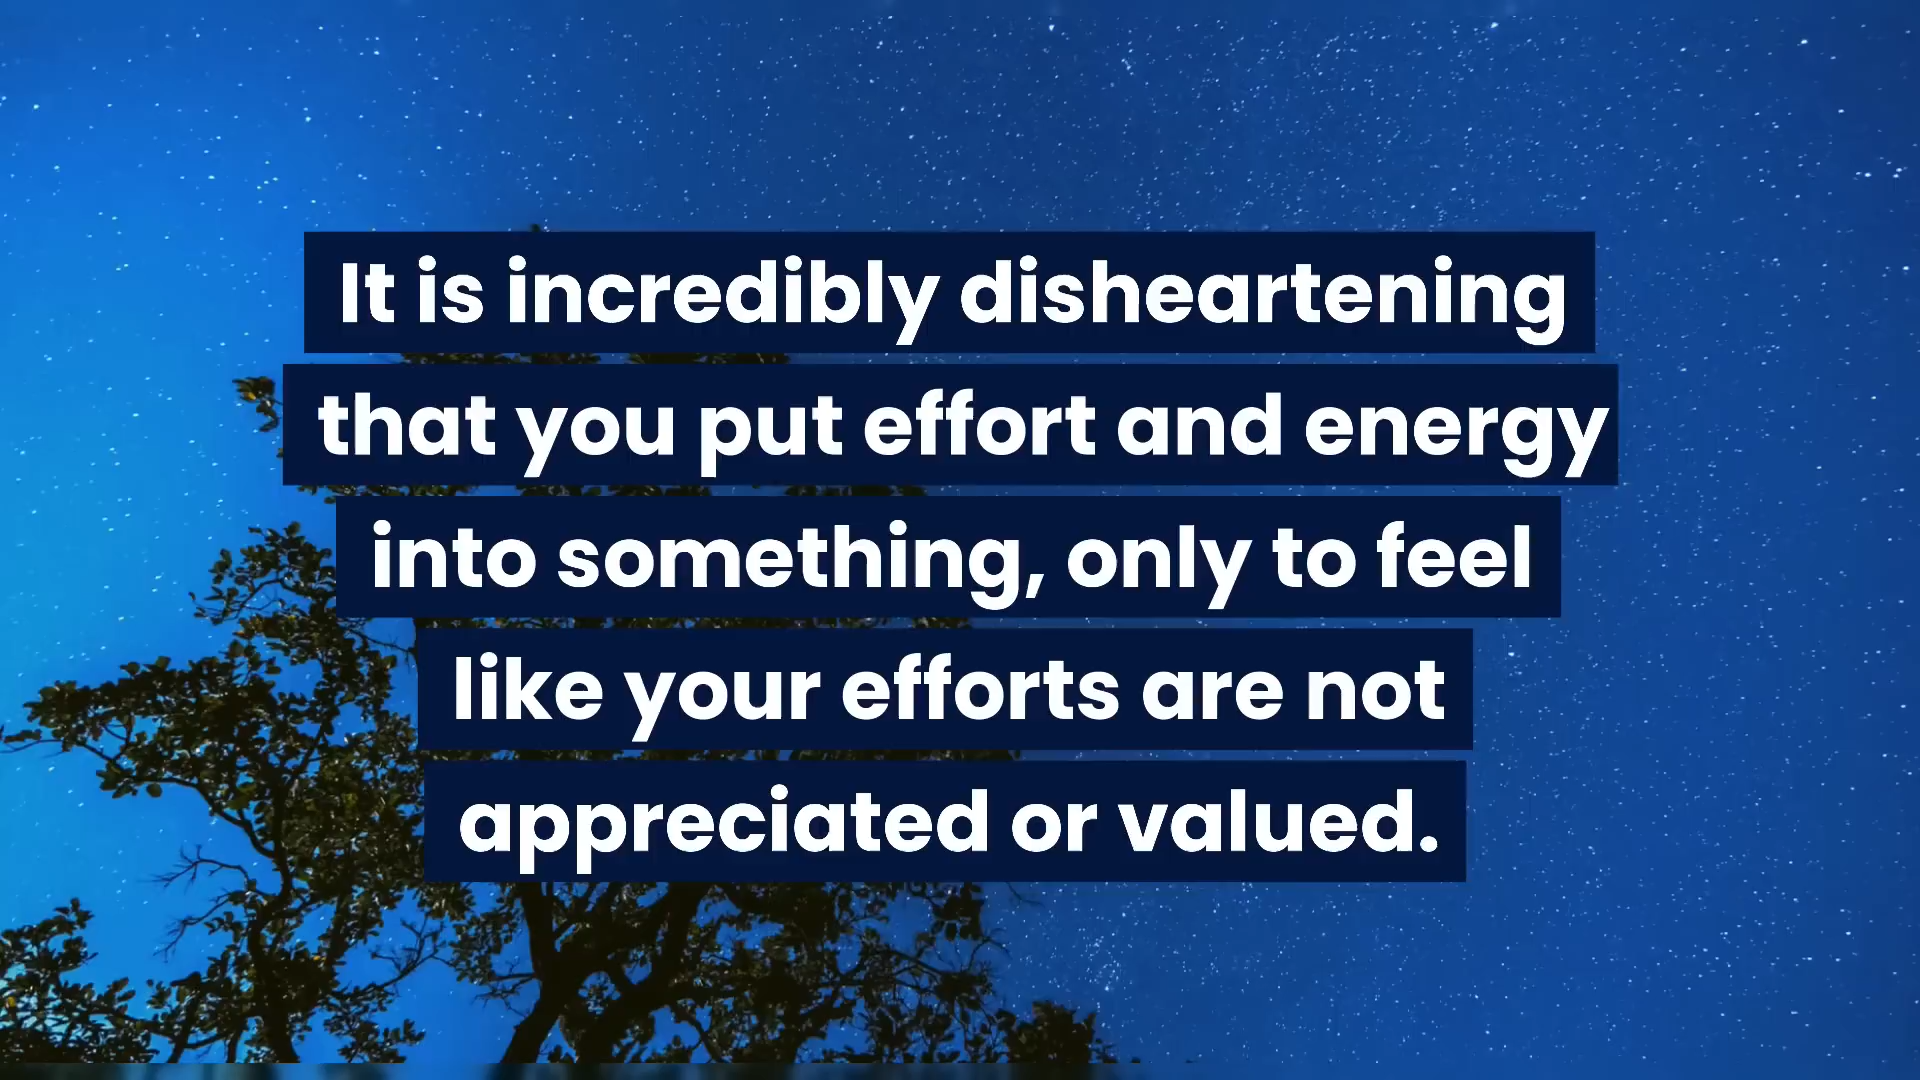 It is incredibly disheartening
that you put effort and energy
into something, only to feel
like your efforts are not
appreciated or valued.